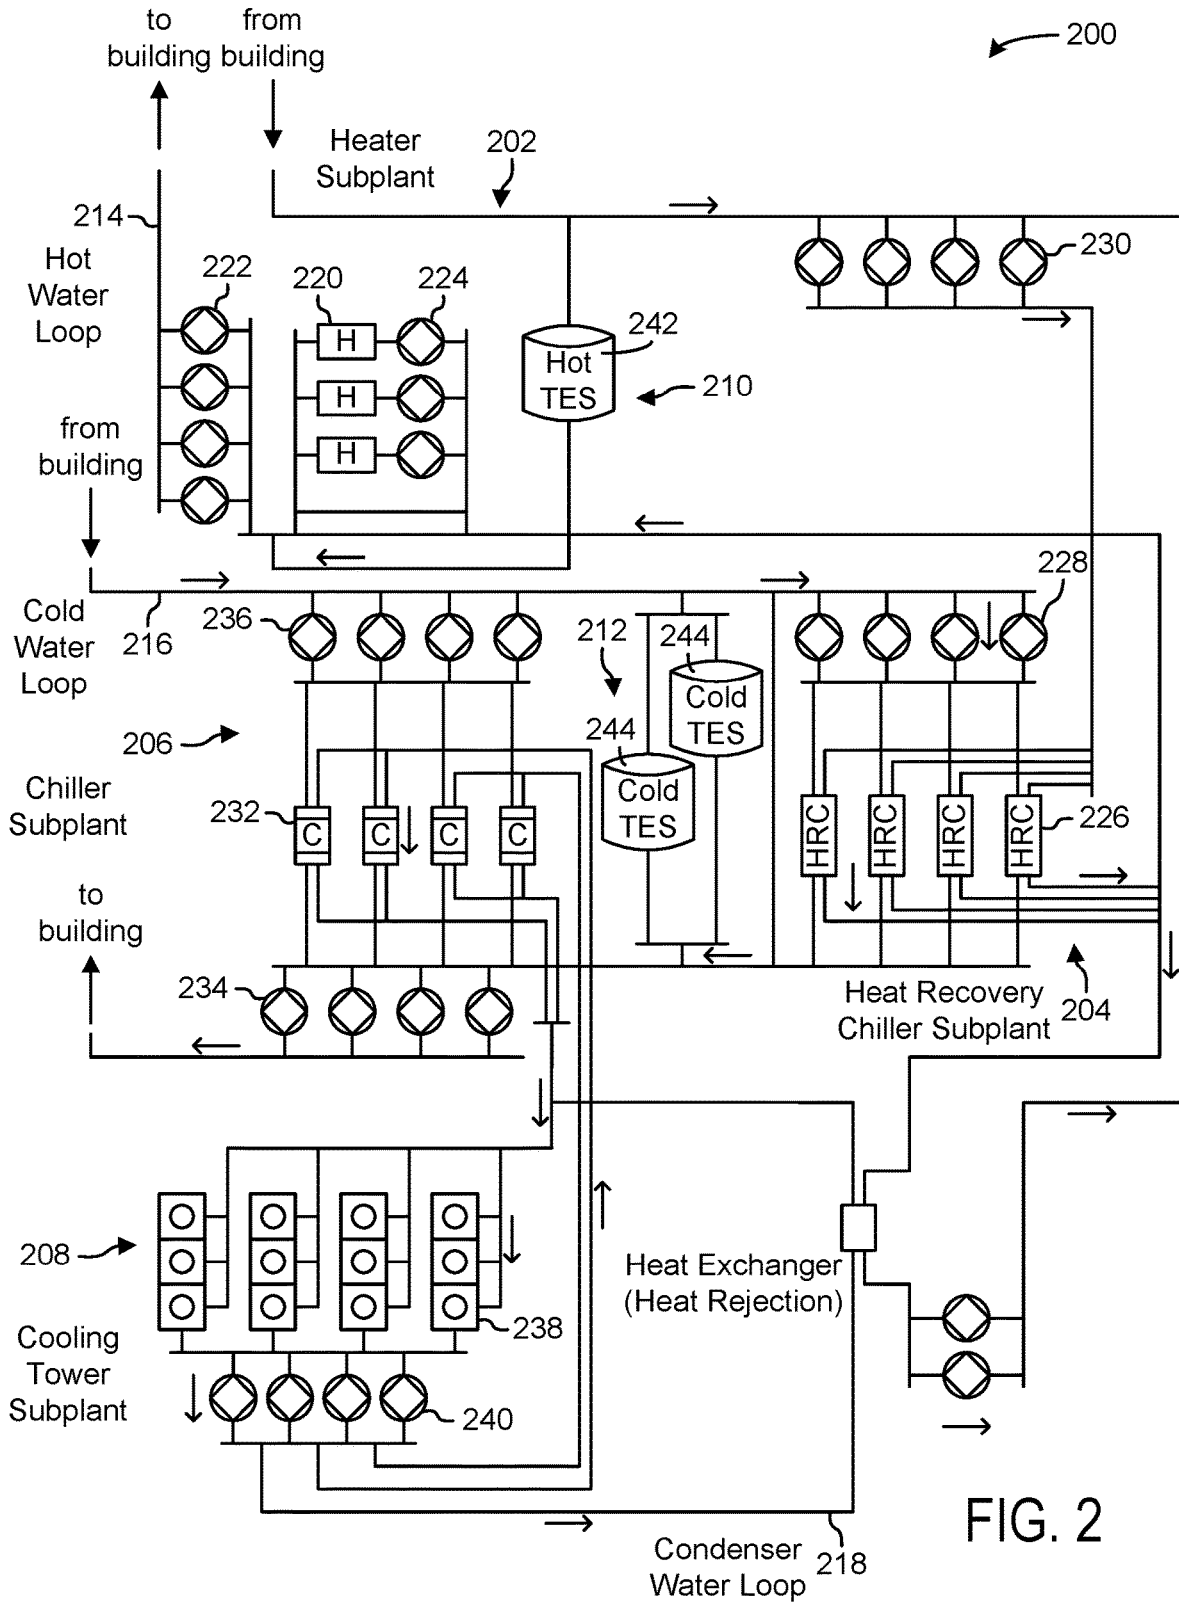 to
building
from
building
200
Heater
Subplant
202
214
Hot
Water
Loop
222
220
224
230
H
H
H
Hot
TES
242
210
from
building
Cold
Water
Loop
216
236
212
244
Cold
TES
244
Cold
TES
228
206
Chiller
Subplant
232
C
C
C
C
HRC
HRC
HRC
HRC
226
to
building
234
Heat Recovery
Chiller Subplant
204
208
238
Heat Exchanger
(Heat Rejection)
Cooling
Tower
Subplant
240
Condenser
Water Loop
218
FIG. 2